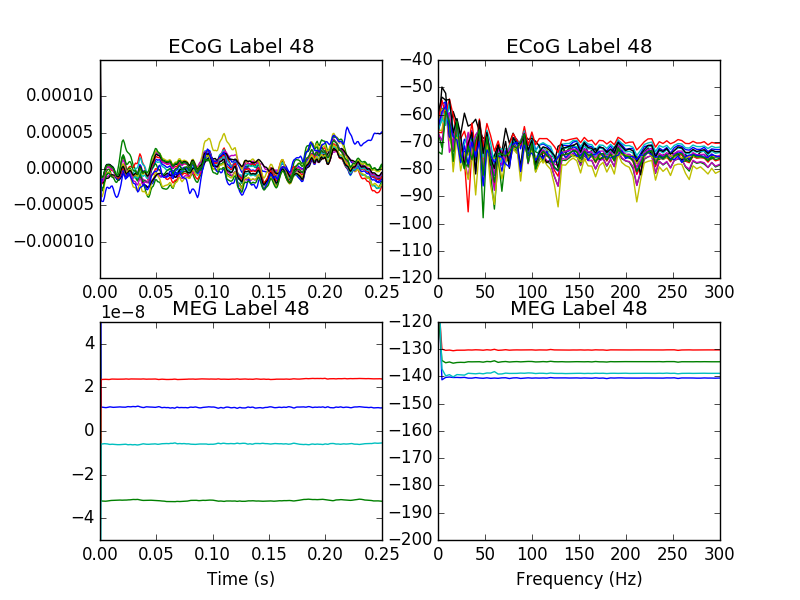 ECoG Label 48
0.00010
0.00005
0.00000
−0.00005
−0.00010
0.00 0.05 0.10 0.15 0.20 0.25
ECoG Label 48
−40
−50
−60
−70
−80
−90
−100
−110
−120
0 50 100 150 200 250 300
MEG Label 48
1e−8
4
2
0
−2
−4
0.00 0.05 0.10 0.15 0.20 0.25
Time (s)
MEG Label 48
−120
−130
−140
−150
−160
−170
−180
−190
−200
0 50 100 150 200 250 300
Frequency (Hz)